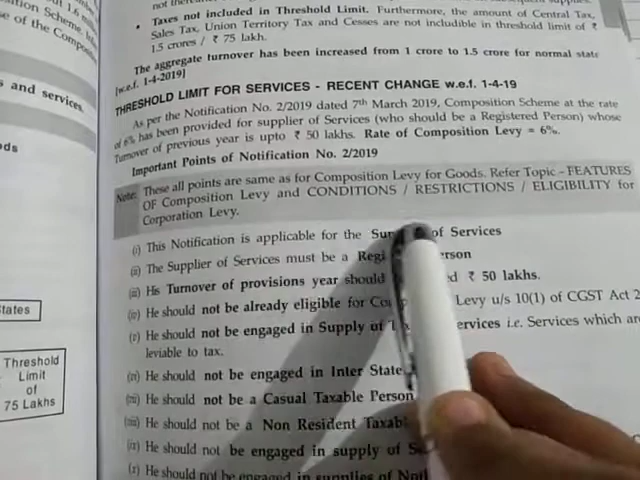 s and services.
ods
States
Threshold
Limit
of
75 Lakhs
• Taxes not included in Threshold Limit. Furthermore, the amount of Central Tax,
Sales Tax, Union Territory Tax and Cesses are not includible in threshold limit of ₹
1.5 crores / ₹ 75 lakh.
The aggregate turnover has been increased from 1 crore to 1.5 crore for normal state
[w.e.f. 1-4-2019]
THRESHOLD LIMIT FOR SERVICES - RECENT CHANGE w.e.f. 1-4-19
As per the Notification No. 2/2019 dated 7th March 2019, Composition Scheme at the rate
of 6% has been provided for supplier of Services (who should be a Registered Person) whose
Turnover of previous year is upto ₹ 50 lakhs. Rate of Composition Levy = 6%.
Important Points of Notification No. 2/2019
Note: These all points are same as for Composition Levy for Goods. Refer Topic - FEATURES
OF Composition Levy and CONDITIONS / RESTRICTIONS / ELIGIBILITY for
Corporation Levy.
(i) This Notification is applicable for the Sup of Services
(ii) The Supplier of Services must be a Regi erson
(iii) His Turnover of provisions year should ed ₹ 50 lakhs.
(iv) He should not be already eligible for Comp Levy u/s 10(1) of CGST Act 2
(v) He should not be engaged in Supply of ervices i.e. Services which are
leviable to tax.
(vi) He should not be engaged in Inter State
(vii) He should not be a Casual Taxable Person
(viii) He should not be a Non Resident Taxab
(ix) He should not be engaged in supply of
(x) He should not be engaged in supplies of